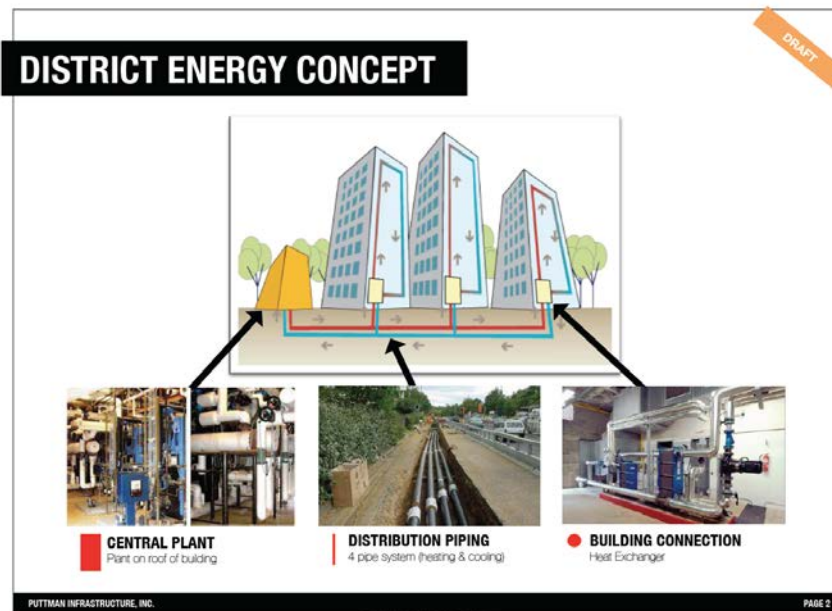 DRAFT
DISTRICT ENERGY CONCEPT
CENTRAL PLANT
Plant on roof of building
DISTRIBUTION PIPING
4 pipe system (heating & cooling)
BUILDING CONNECTION
Heat Exchanger
PUTTMAN INFRASTRUCTURE, INC.
PAGE 2